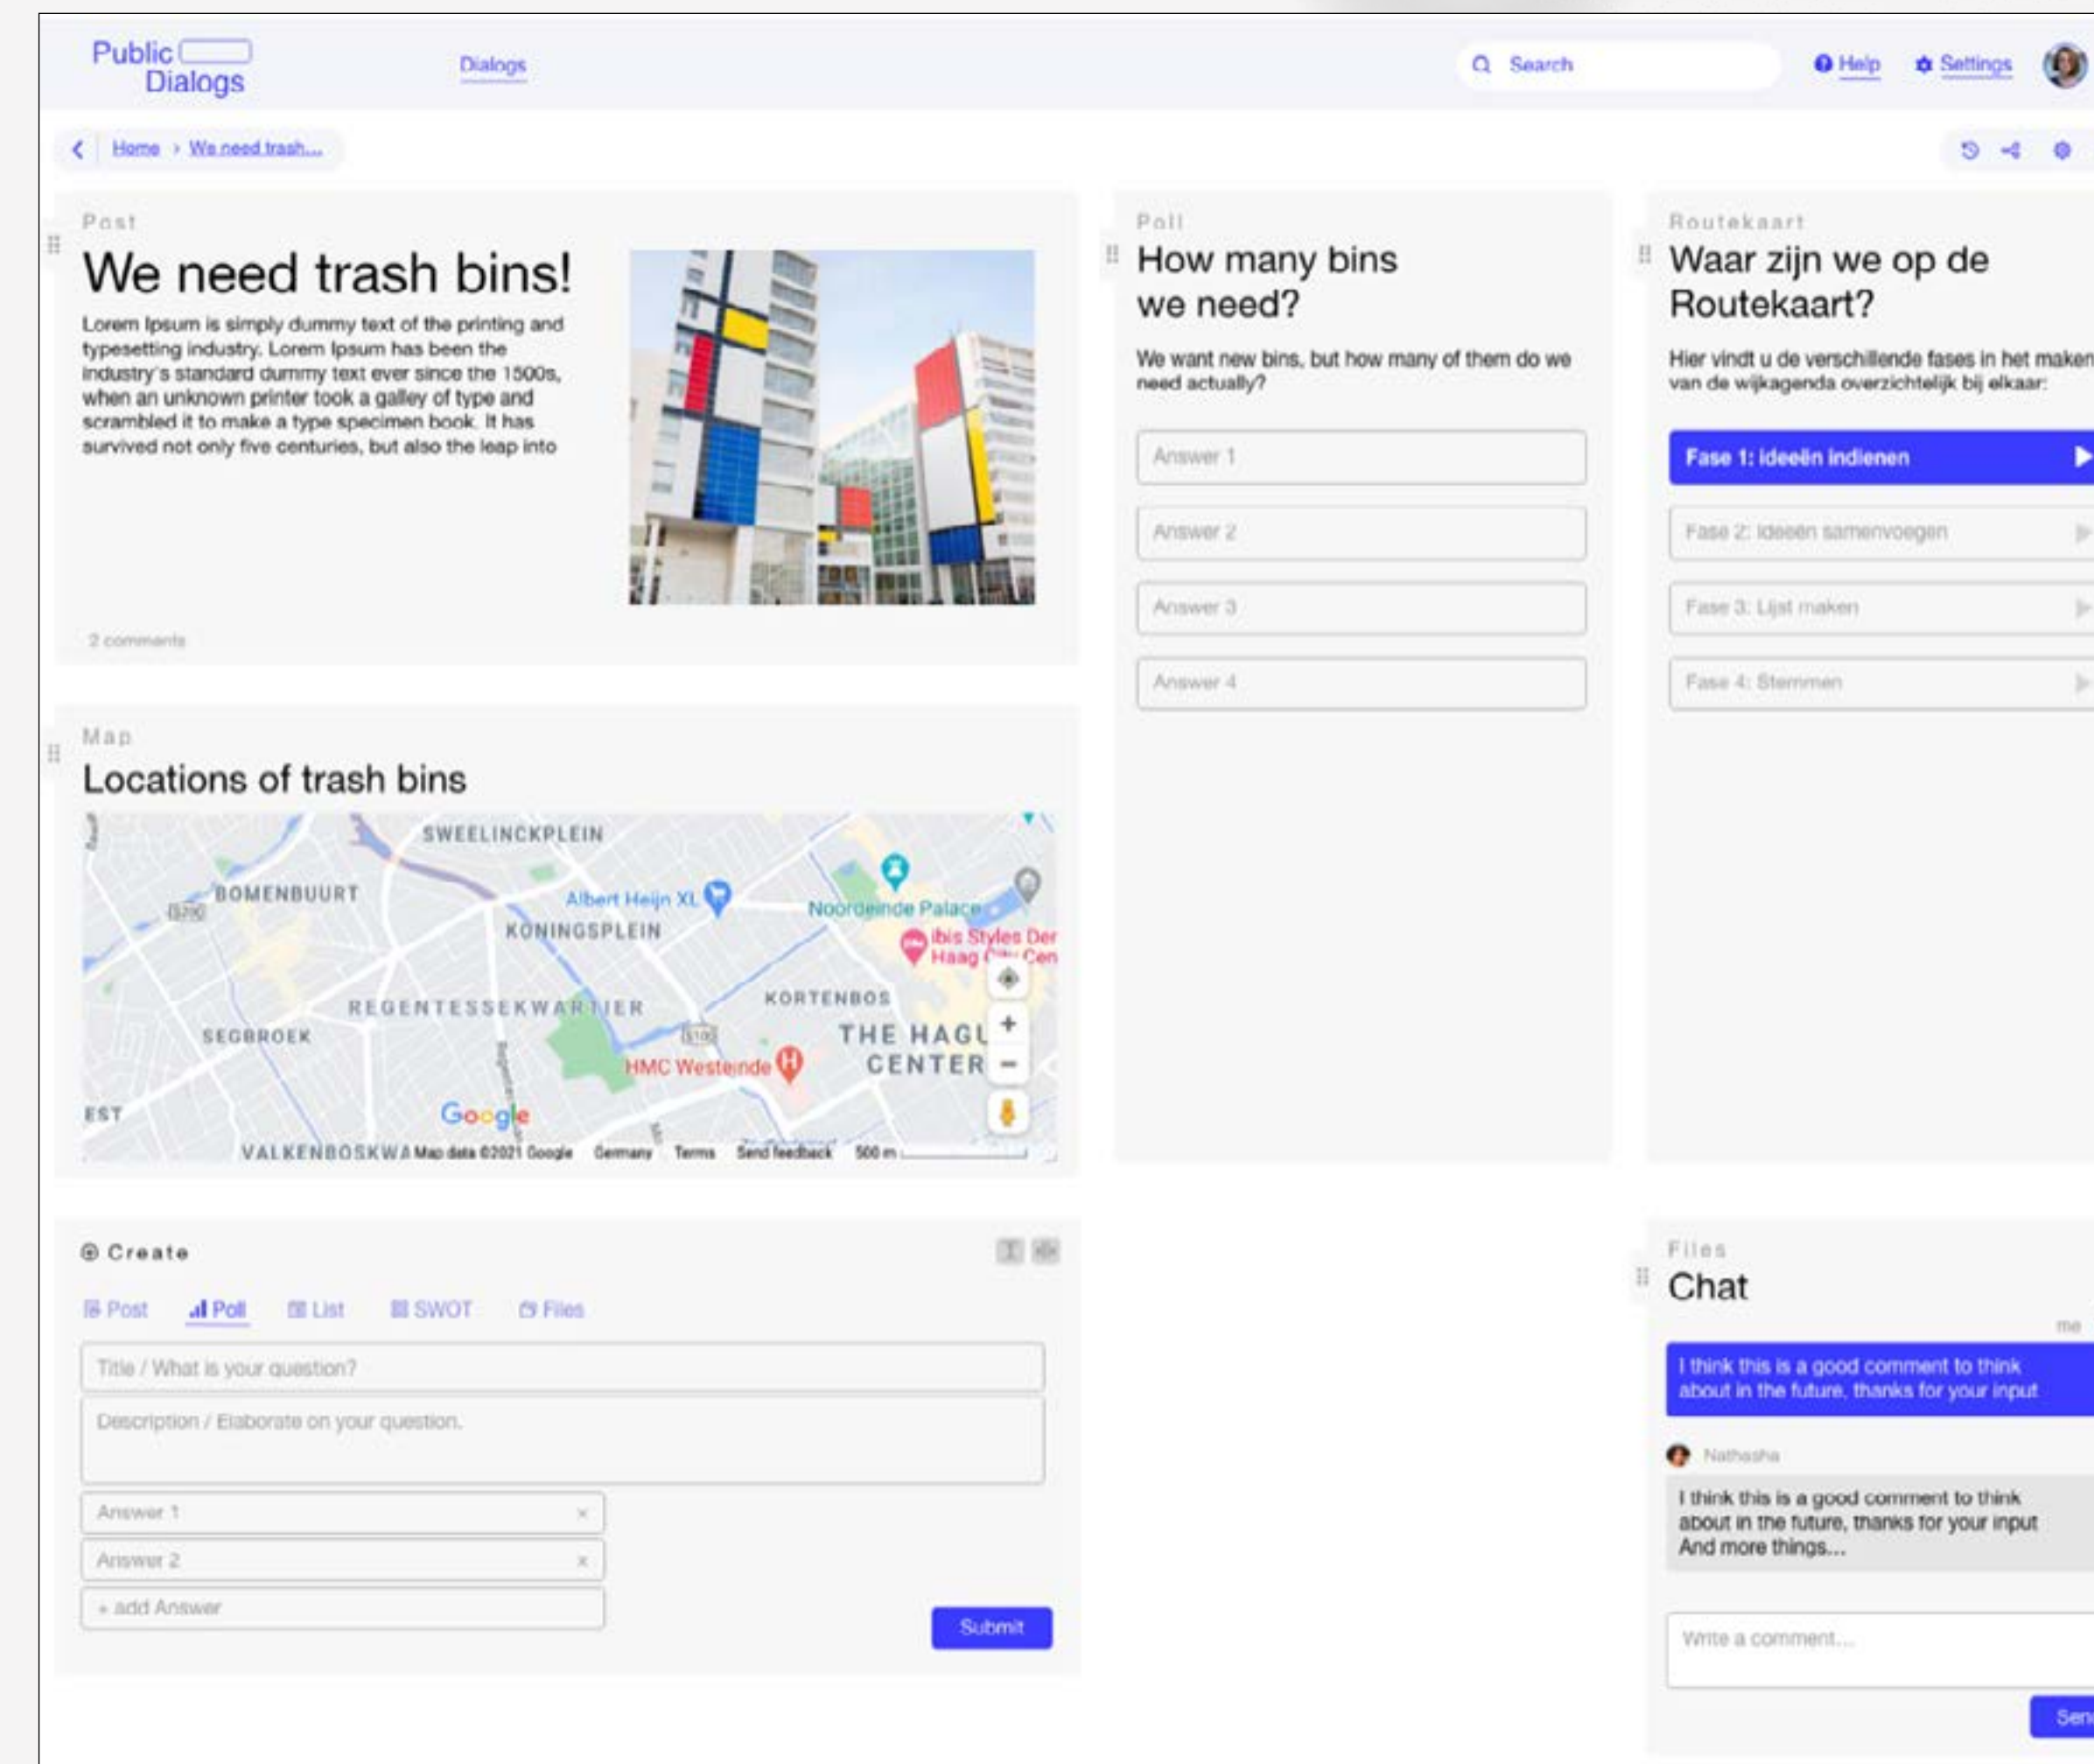 Public
Dialogs
Dialogs
Search
Help
Settings
Home › We need trash...
Post
We need trash bins!
Lorem Ipsum is simply dummy text of the printing and
typesetting industry. Lorem Ipsum has been the
industry's standard dummy text ever since the 1500s,
when an unknown printer took a galley of type and
scrambled it to make a type specimen book. It has
survived not only five centuries, but also the leap into
2 comments
Poll
How many bins
we need?
We want new bins, but how many of them do we
need actually?
Answer 1
Answer 2
Answer 3
Answer 4
Routekaart
Waar zijn we op de
Routekaart?
Hier vindt u de verschillende fases in het maken
van de wijkagenda overzichtelijk bij elkaar:
Fase 1: ideeën indienen
Fase 2: Ideeën samenvoegen
Fase 3: Lijst maken
Fase 4: Stemmen
Map
Locations of trash bins
SWEELINCKPLEIN
BOMENBUURT
S200
Albert Heijn XL
KONINGSPLEIN
Noordeinde Palace
ibis Styles Den
Haag City Cen
REGENTESSEKWARTIER
KORTENBOS
SEGBROEK
S100
THE HAGU
CENTER
HMC Westeinde
EST
Google
VALKENBOSKWA
Map data ©2021 Google Germany Terms Send feedback 500 m
Create
Post Poll List SWOT Files
Title / What is your question?
Description / Elaborate on your question.
Answer 1 ×
Answer 2 ×
+ add Answer
Submit
Files
Chat
me
I think this is a good comment to think
about in the future, thanks for your input
Nathasha
I think this is a good comment to think
about in the future, thanks for your input
And more things...
Write a comment...
Send